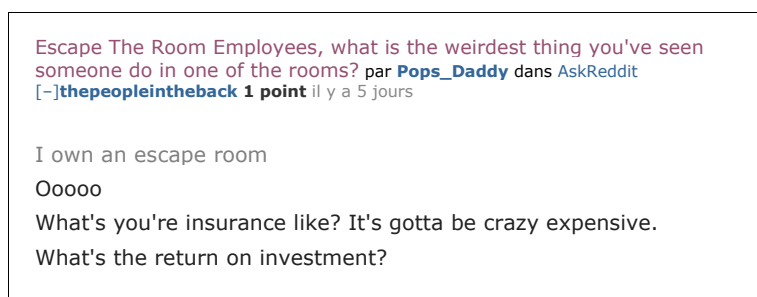 Escape The Room Employees, what is the weirdest thing you've seen
someone do in one of the rooms? par Pops_Daddy dans AskReddit
[–]thepeopleintheback 1 point il y a 5 jours
I own an escape room
Ooooo
What's you're insurance like? It's gotta be crazy expensive.
What's the return on investment?